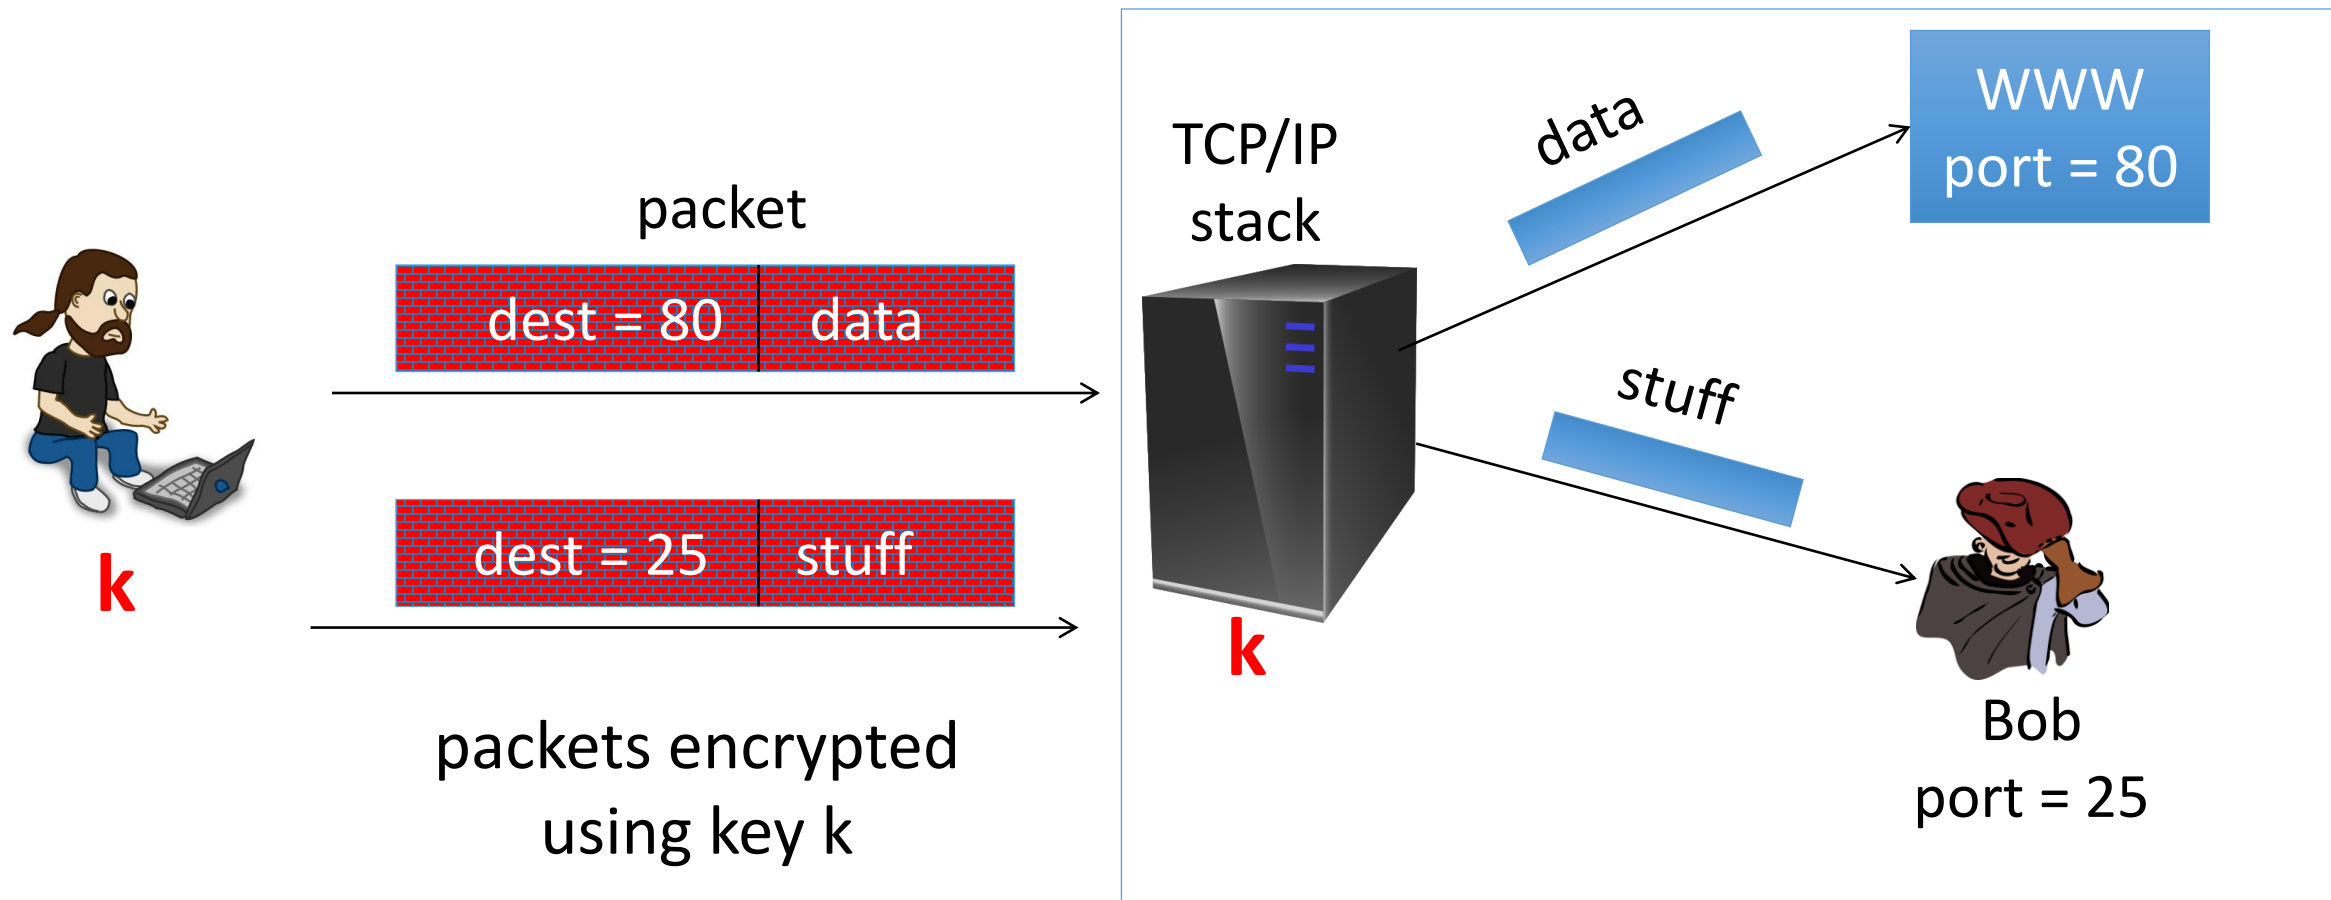 packet
dest = 80 data
k
dest = 25 stuff
packets encrypted
using key k
TCP/IP
stack
k
data
WWW
port = 80
stuff
Bob
port = 25